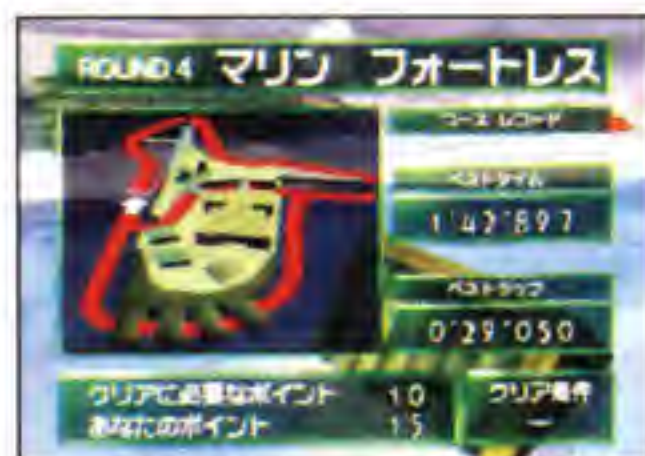 ROUND 4 マリン フォートレス
コース レコード
ベストタイム
1'42"897
ベストラップ
0'29"050
クリアに必要なポイント 10
あなたのポイント 15
クリア条件
ー